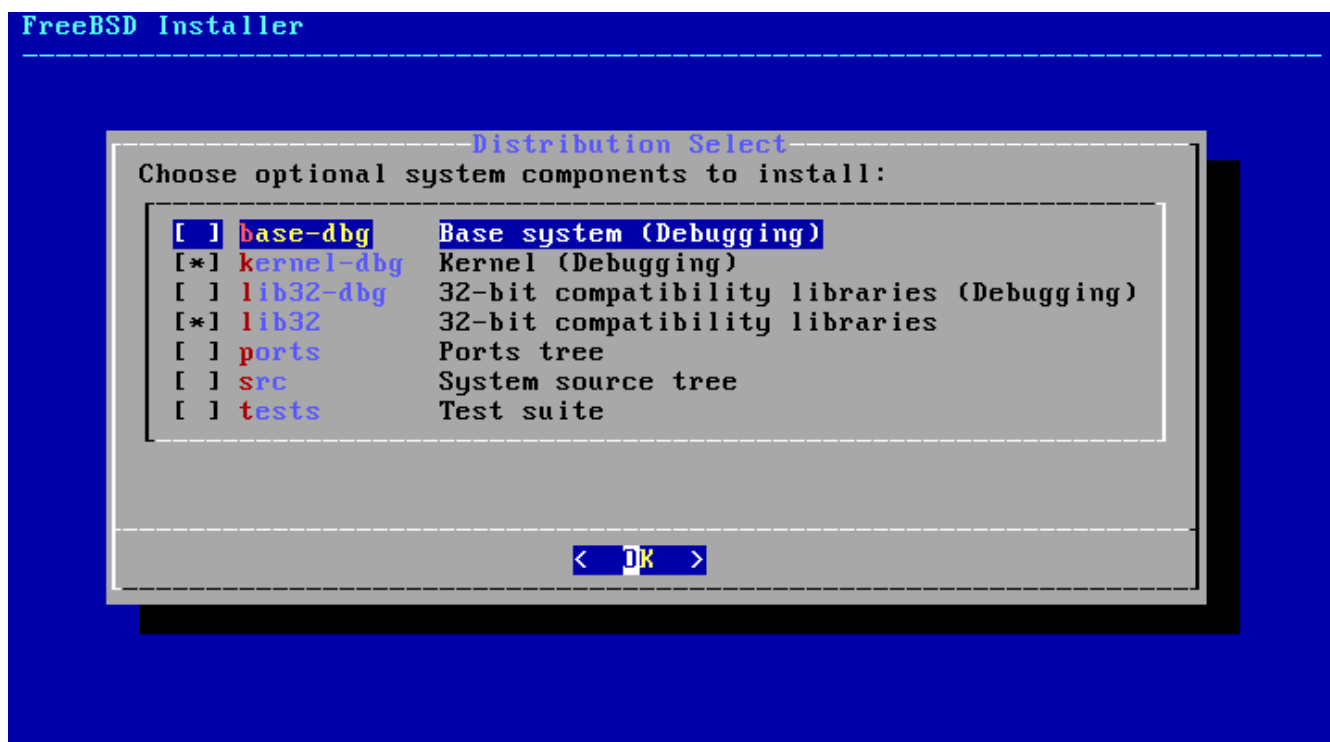 FreeBSD Installer
Distribution Select
Choose optional system components to install:
[ ] base-dbg Base system (Debugging)
[*] kernel-dbg Kernel (Debugging)
[ ] lib32-dbg 32-bit compatibility libraries (Debugging)
[*] lib32 32-bit compatibility libraries
[ ] ports Ports tree
[ ] src System source tree
[ ] tests Test suite
< OK >